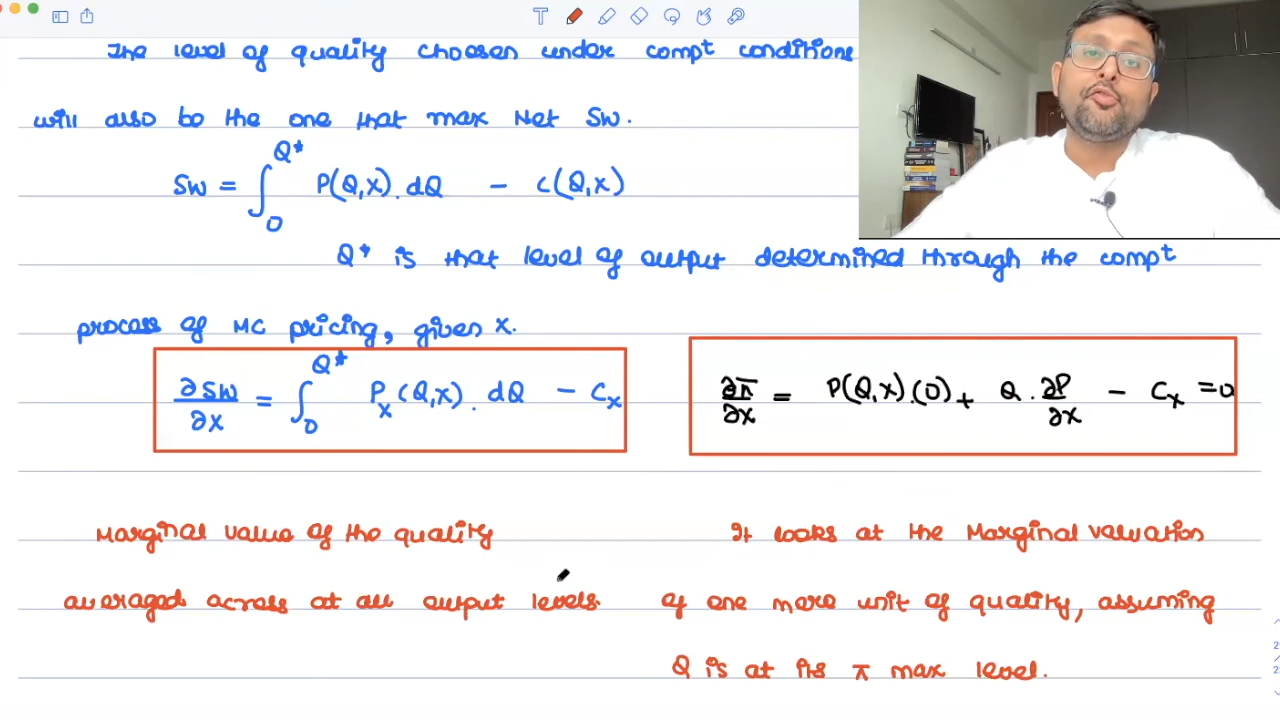 The level of quality choosen under compt conditions
will also be the one that max Net SW.
SW = ∫₀^Q* P(Q,X).dQ - C(Q,X)
Q* is that level of output determined through the compt
process of MC pricing, given X.
∂SW/∂X = ∫₀^Q* Pₓ(Q,X).dQ - Cₓ
∂π/∂X = P(Q,X).(0) + Q.∂P/∂X - Cₓ = 0
Marginal value of the quality
averaged across at all output levels.
It looks at the Marginal valuation
of one more unit of quality, assuming
Q is at its π max level.